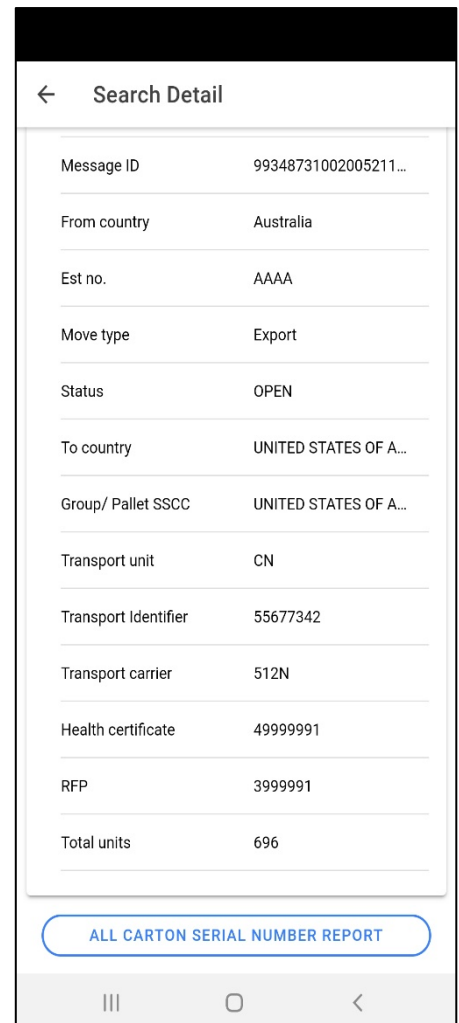 Search Detail
Message ID 99348731002005211...
From country Australia
Est no. AAAA
Move type Export
Status OPEN
To country UNITED STATES OF A...
Group/ Pallet SSCC UNITED STATES OF A...
Transport unit CN
Transport Identifier 55677342
Transport carrier 512N
Health certificate 49999991
RFP 3999991
Total units 696
ALL CARTON SERIAL NUMBER REPORT